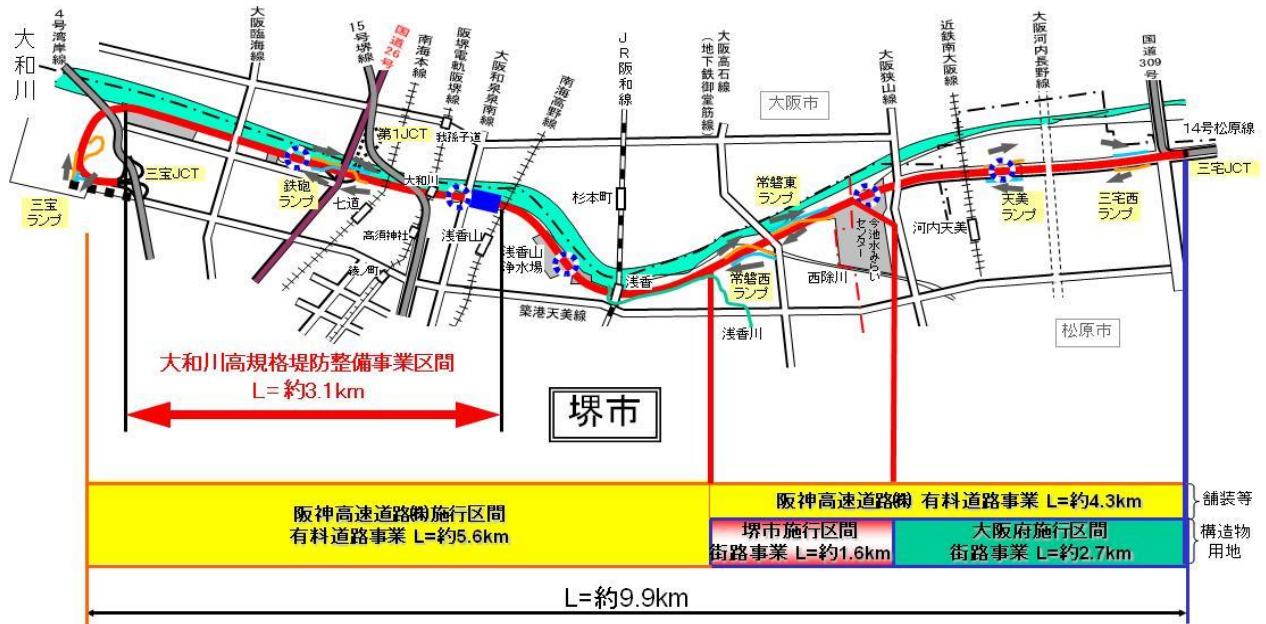 大和川
4号湾岸線
大阪臨海線
15号堺線
国道26号
南海本線
阪堺電軌阪堺線
大阪和泉泉南線
南海高野線
JR阪和線
大阪高石線
(地下鉄御堂筋線)
大阪狭山線
近鉄南大阪線
大阪河内長野線
国道309号
大阪市
14号松原線
三宅JCT
第1JCT
我孫子道
三宝JCT
三宝
ランプ
鉄砲
ランプ
大和川
七道
高須神社
綾ノ町
浅香山
浅香山
浄水場
杉本町
浅香
築港天美線
常磐東
ランプ
常磐西
ランプ
浅香川
西除川
今池水みらい
センター
河内天美
天美
ランプ
三宅西
ランプ
松原市
大和川高規格堤防整備事業区間
L=約3.1km
堺市
阪神高速道路㈱施行区間
有料道路事業 L=約5.6km
阪神高速道路㈱ 有料道路事業 L=約4.3km
舗装等
堺市施行区間
街路事業 L=約1.6km
大阪府施行区間
街路事業 L=約2.7km
構造物
用地
L=約9.9km